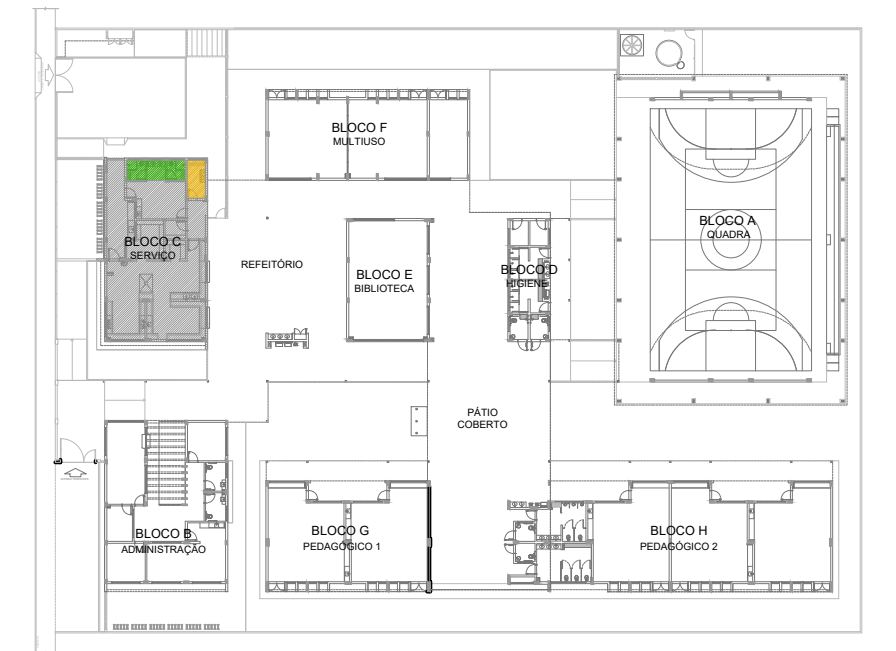 BLOCO F
MULTIUSO
BLOCO A
QUADRA
BLOCO C
SERVIÇO
REFEITÓRIO
BLOCO E
BIBLIOTECA
BLOCO D
HIGIENE
PÁTIO
COBERTO
BLOCO B
ADMINISTRAÇÃO
BLOCO G
PEDAGÓGICO 1
BLOCO H
PEDAGÓGICO 2